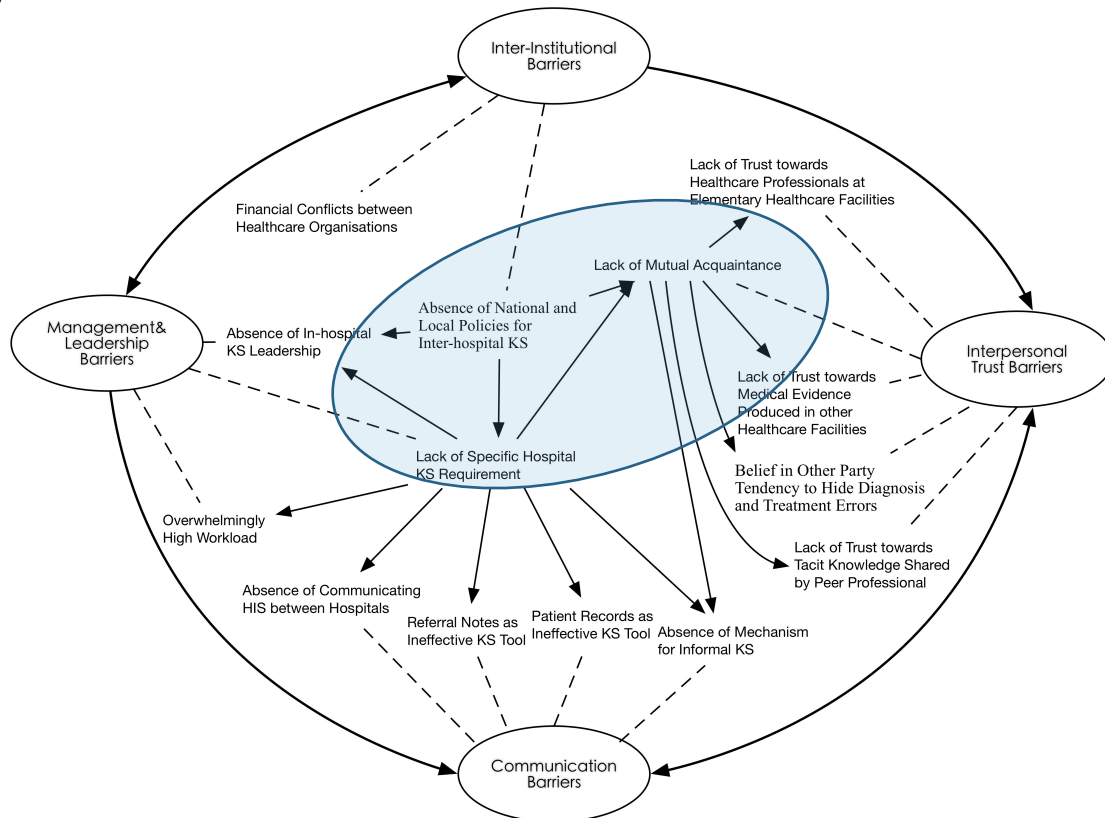 Inter-Institutional
Barriers
Lack of Trust towards
Healthcare Professionals at
Elementary Healthcare Facilities
Financial Conflicts between
Healthcare Organisations
Lack of Mutual Acquaintance
Absence of National and
Local Policies for
Inter-hospital KS
Management&
Leadership
Barriers
Absence of In-hospital
KS Leadership
Interpersonal
Trust Barriers
Lack of Trust towards
Medical Evidence
Produced in other
Healthcare Facilities
Lack of Specific Hospital
KS Requirement
Belief in Other Party
Tendency to Hide Diagnosis
and Treatment Errors
Overwhelmingly
High Workload
Lack of Trust towards
Tacit Knowledge Shared
by Peer Professional
Absence of Communicating
HIS between Hospitals
Referral Notes as
Ineffective KS Tool
Patient Records as
Ineffective KS Tool
Absence of Mechanism
for Informal KS
Communication
Barriers